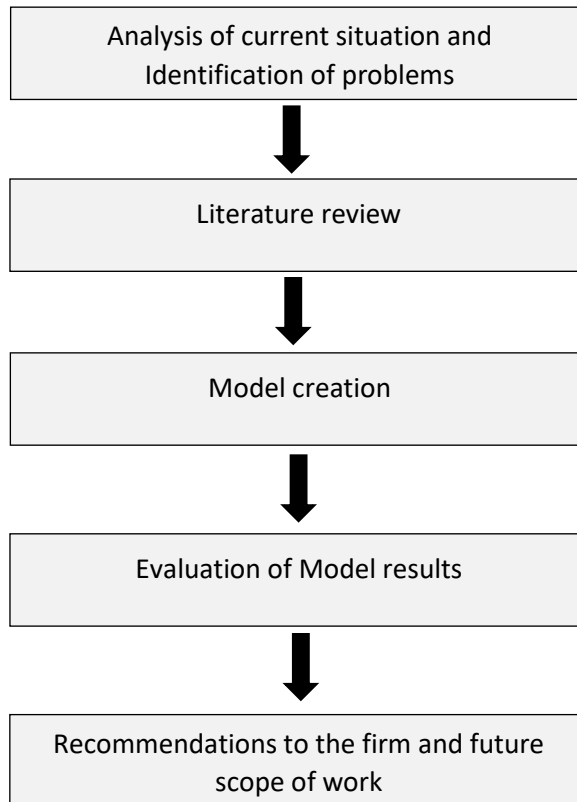 Analysis of current situation and
Identification of problems
Literature review
Model creation
Evaluation of Model results
Recommendations to the firm and future
scope of work